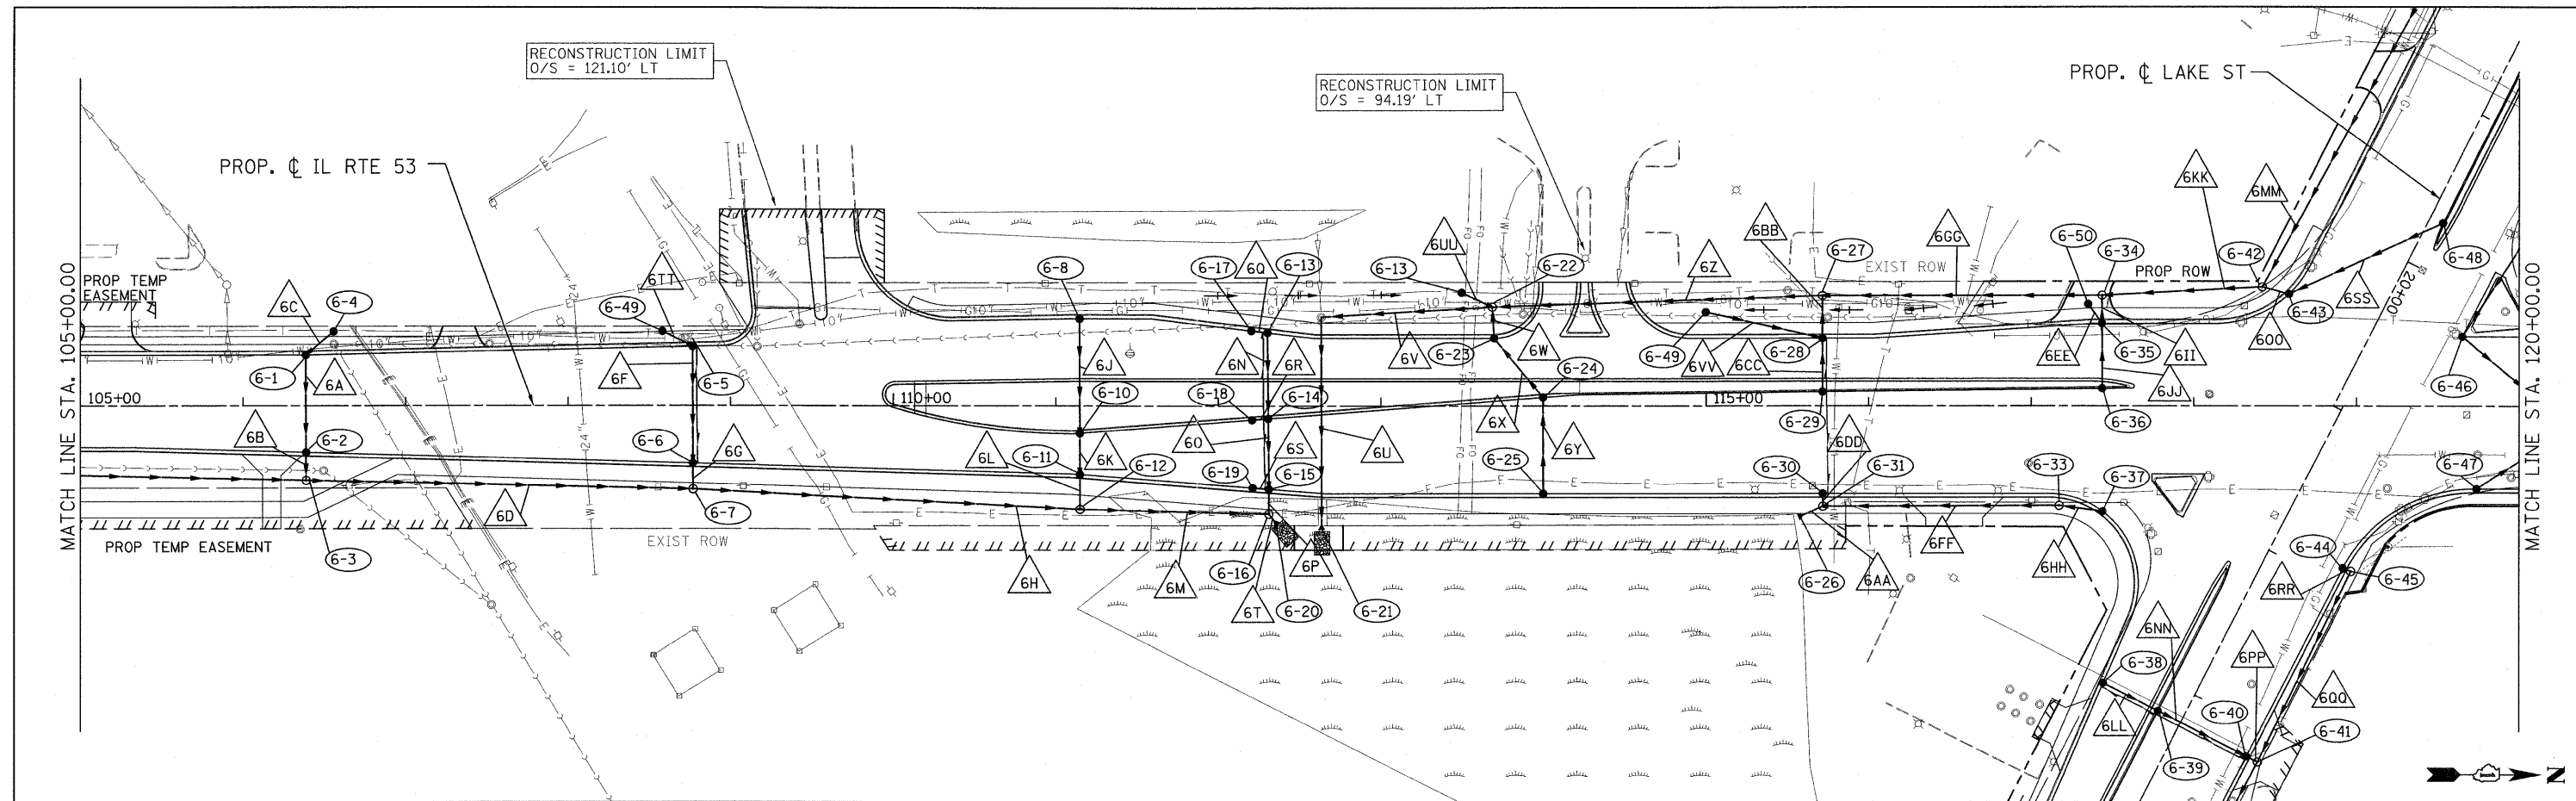 RECONSTRUCTION LIMIT
O/S = 121.10' LT
RECONSTRUCTION LIMIT
O/S = 94.19' LT
PROP. ℄ LAKE ST
PROP. ℄ IL RTE 53
MATCH LINE STA. 105+00.00
MATCH LINE STA. 120+00.00
PROP TEMP
EASEMENT
6C
6-4
6-49
6TT
6-8
6-17
6Q
6-13
6-13
6UU
6-22
6Z
6BB
6-27
6GG
EXIST ROW
6-50
6-34
PROP ROW
6KK
6MM
6-42
6-48
6SS
6-43
6OO
120+00
6-1
6A
6F
6-5
6J
6N
6R
6V
6-23
6W
6-24
6-49
6VV
6CC
6-28
6EE
6-35
6II
6JJ
6-46
105+00
110+00
115+00
6B
6-2
6-6
6G
6-10
6L
6-11
6K
6-12
6-18
6O
6-14
6S
6-19
6-15
6U
6X
6-25
6Y
6-29
6-30
6DD
6-31
6-33
6-36
6-37
6-47
24"
24"
6D
6-3
6-7
PROP TEMP EASEMENT
EXIST ROW
6H
6M
6-16
6T
6-20
6P
6-21
6-26
6AA
6FF
6HH
6-44
6RR
6-45
6NN
6PP
6-38
6LL
6-39
6-40
6-41
6QQ
N